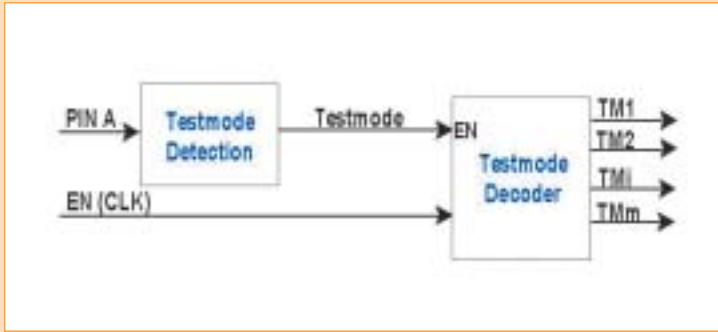 PIN A
Testmode
Detection
Testmode
EN
Testmode
Decoder
TM1
TM2
TMi
TMm
EN (CLK)